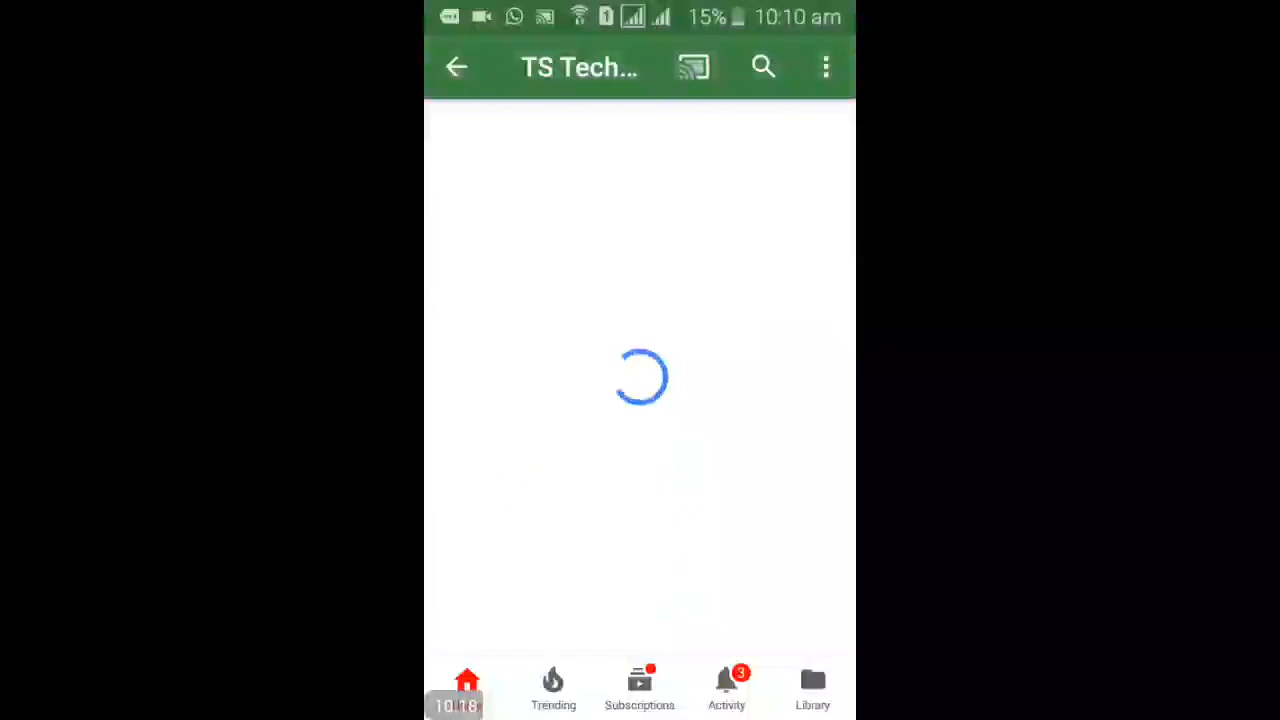 15% 10:10 am
TS Tech...
3
Trending Subscriptions Activity Library
10:18